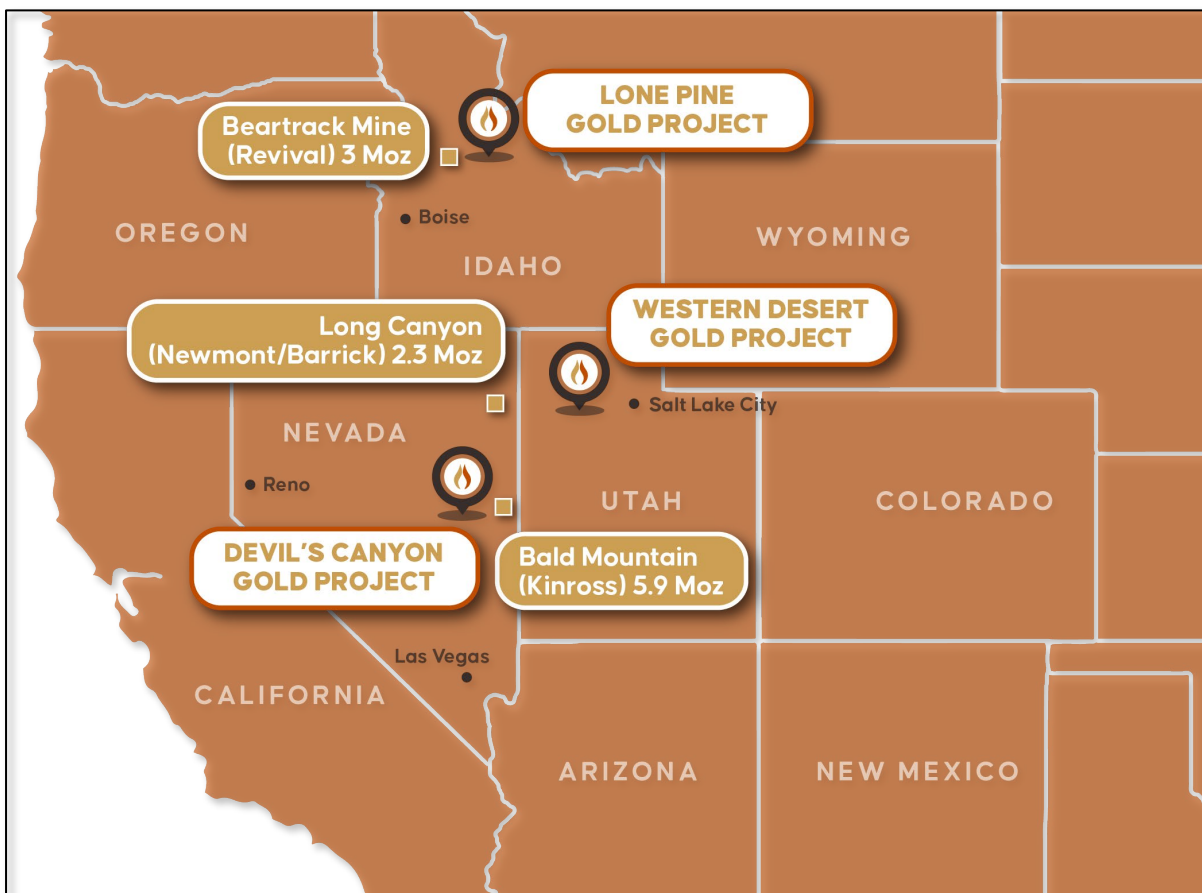 LONE PINE
GOLD PROJECT
Beartrack Mine
(Revival) 3 Moz
Boise
OREGON
WYOMING
IDAHO
WESTERN DESERT
GOLD PROJECT
Long Canyon
(Newmont/Barrick) 2.3 Moz
Salt Lake City
NEVADA
Reno
UTAH
COLORADO
DEVIL'S CANYON
GOLD PROJECT
Bald Mountain
(Kinross) 5.9 Moz
Las Vegas
CALIFORNIA
ARIZONA
NEW MEXICO